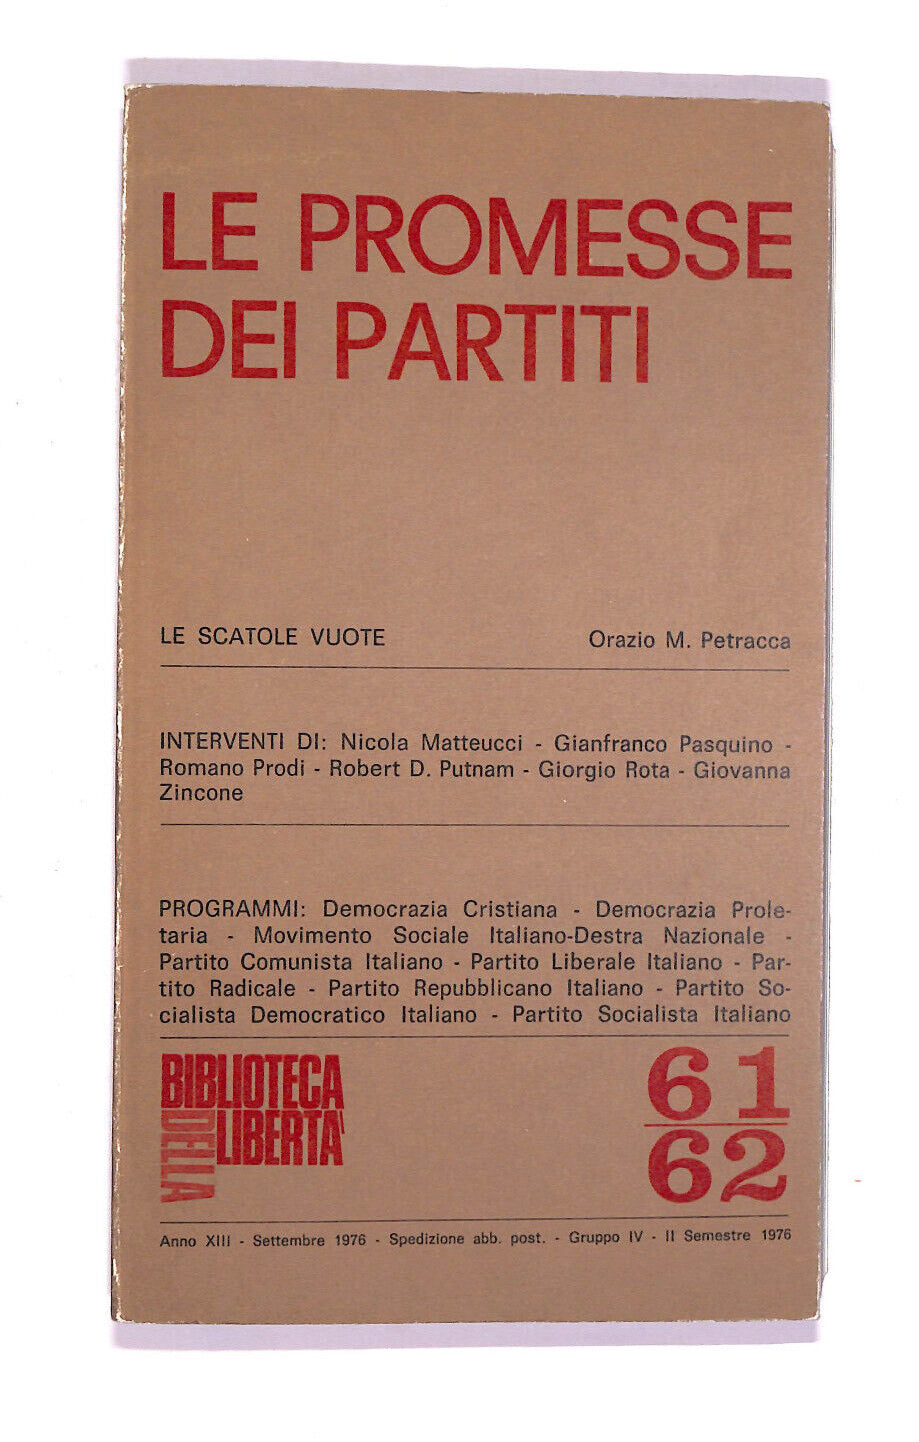 LE PROMESSE
DEI PARTITI
LE SCATOLE VUOTE Orazio M. Petracca
INTERVENTI DI: Nicola Matteucci - Gianfranco Pasquino -
Romano Prodi - Robert D. Putnam - Giorgio Rota - Giovanna
Zincone
PROGRAMMI: Democrazia Cristiana - Democrazia Prole-
taria - Movimento Sociale Italiano-Destra Nazionale -
Partito Comunista Italiano - Partito Liberale Italiano - Par-
tito Radicale - Partito Repubblicano Italiano - Partito So-
cialista Democratico Italiano - Partito Socialista Italiano
BIBLIOTECA
DELLA
LIBERTA'
61
62
Anno XIII - Settembre 1976 - Spedizione abb. post. - Gruppo IV - II Semestre 1976